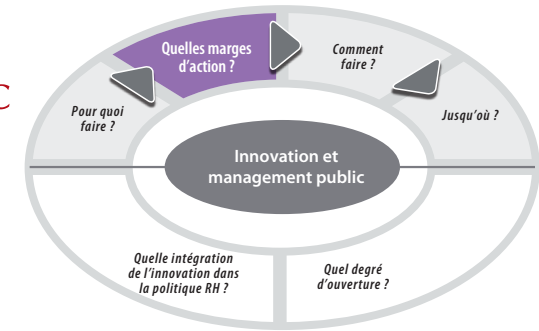 Quelles marges
d'action ?
Comment
faire ?
C
Pour quoi
faire ?
Jusqu'où ?
Innovation et
management public
Quelle intégration
de l'innovation dans
la politique RH ?
Quel degré
d'ouverture ?